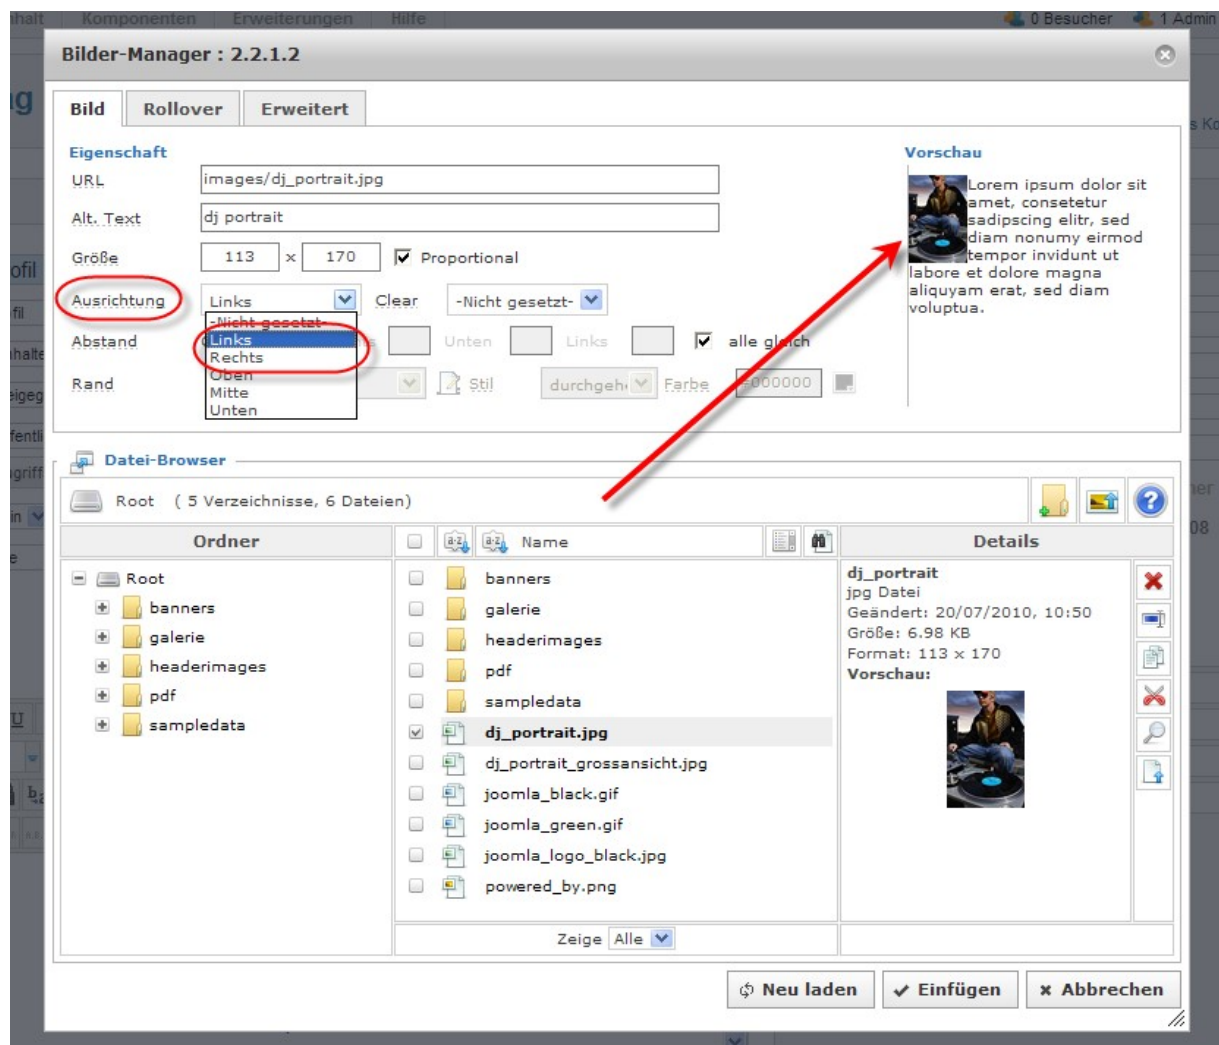 Komponenten Erweiterungen Hilfe 0 Besucher 1 Admin
Bilder-Manager : 2.2.1.2
Bild Rollover Erweitert
Eigenschaft
URL images/dj_portrait.jpg
Alt. Text dj portrait
Größe 113 x 170 Proportional
Ausrichtung Links Clear -Nicht gesetzt-
-Nicht gesetzt-
Links
Rechts
Oben
Mitte
Unten
Abstand Unten Links alle gleich
Rand Stil durchgeh Farbe #000000
Vorschau
Lorem ipsum dolor sit
amet, consetetur
sadipscing elitr, sed
diam nonumy eirmod
tempor invidunt ut
labore et dolore magna
aliquyam erat, sed diam
voluptua.
Datei-Browser
Root ( 5 Verzeichnisse, 6 Dateien)
Ordner
Root
banners
galerie
headerimages
pdf
sampledata
Name
banners
galerie
headerimages
pdf
sampledata
dj_portrait.jpg
dj_portrait_grossansicht.jpg
joomla_black.gif
joomla_green.gif
joomla_logo_black.jpg
powered_by.png
Zeige Alle
Details
dj_portrait
jpg Datei
Geändert: 20/07/2010, 10:50
Größe: 6.98 KB
Format: 113 x 170
Vorschau:
Neu laden Einfügen Abbrechen